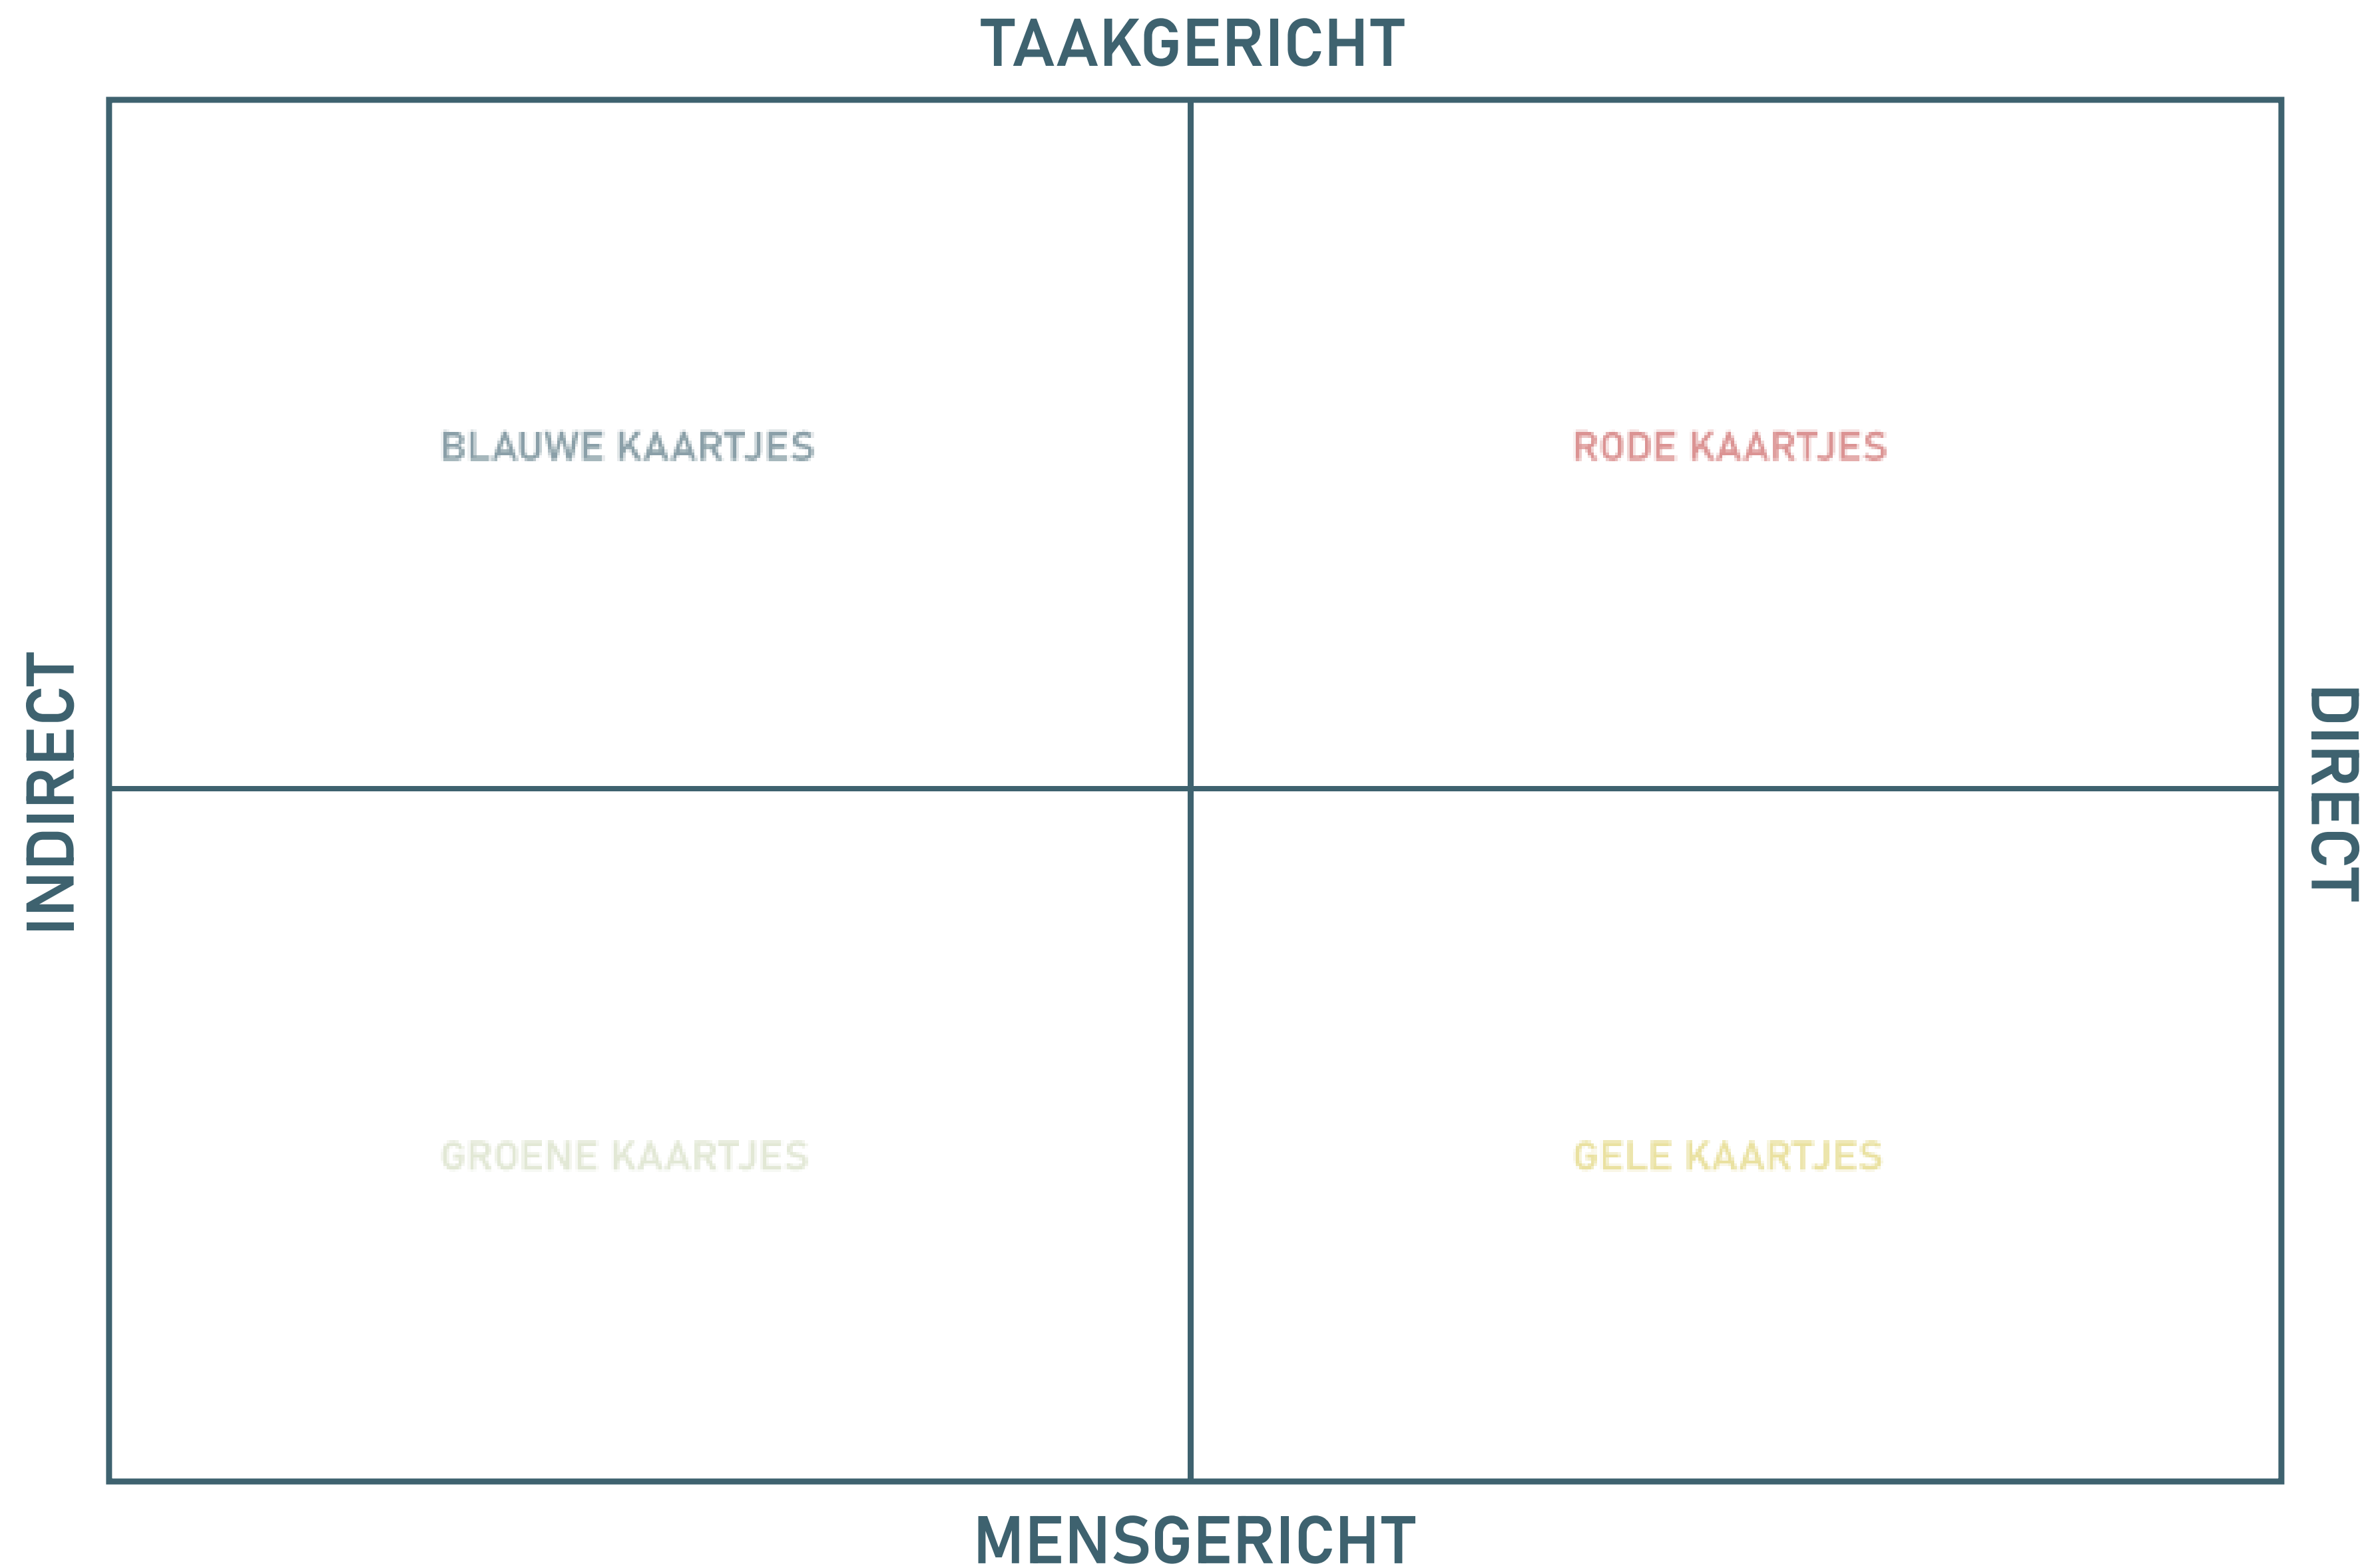 TAAKGERICHT
BLAUWE KAARTJES
RODE KAARTJES
INDIRECT
DIRECT
GROENE KAARTJES
GELE KAARTJES
MENSGERICHT